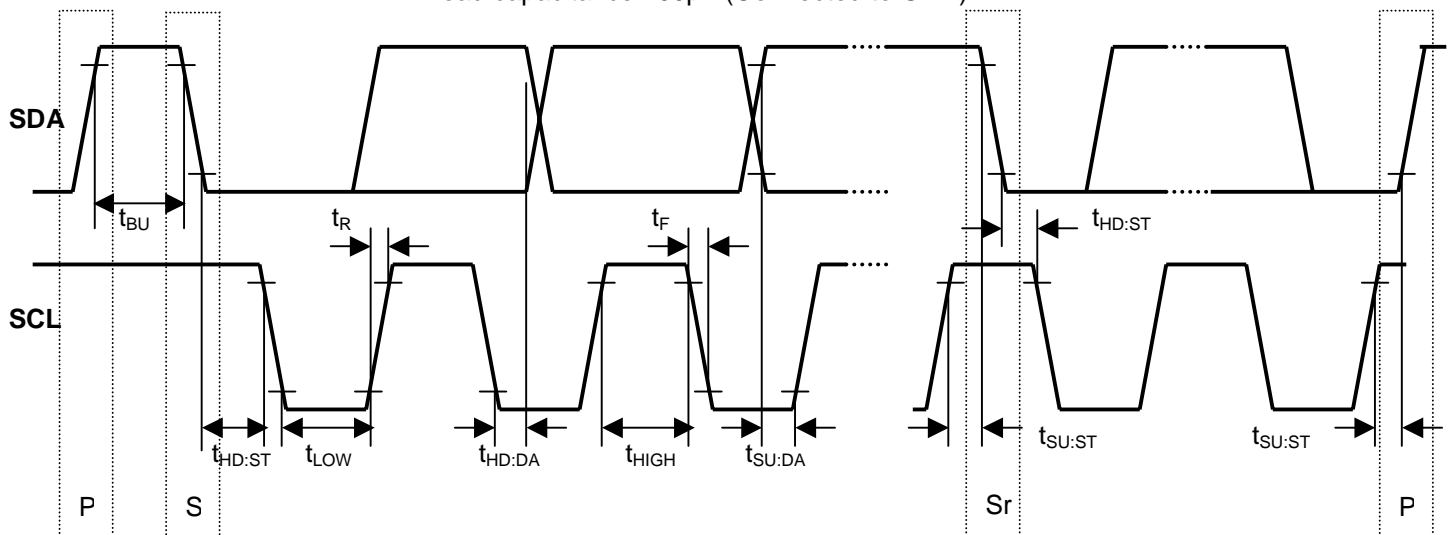 SDA
t_BU
t_R
t_F
t_HD:ST
SCL
t_HD:ST
t_LOW
t_HD:DA
t_HIGH
t_SU:DA
t_SU:ST
t_SU:ST
P
S
Sr
P